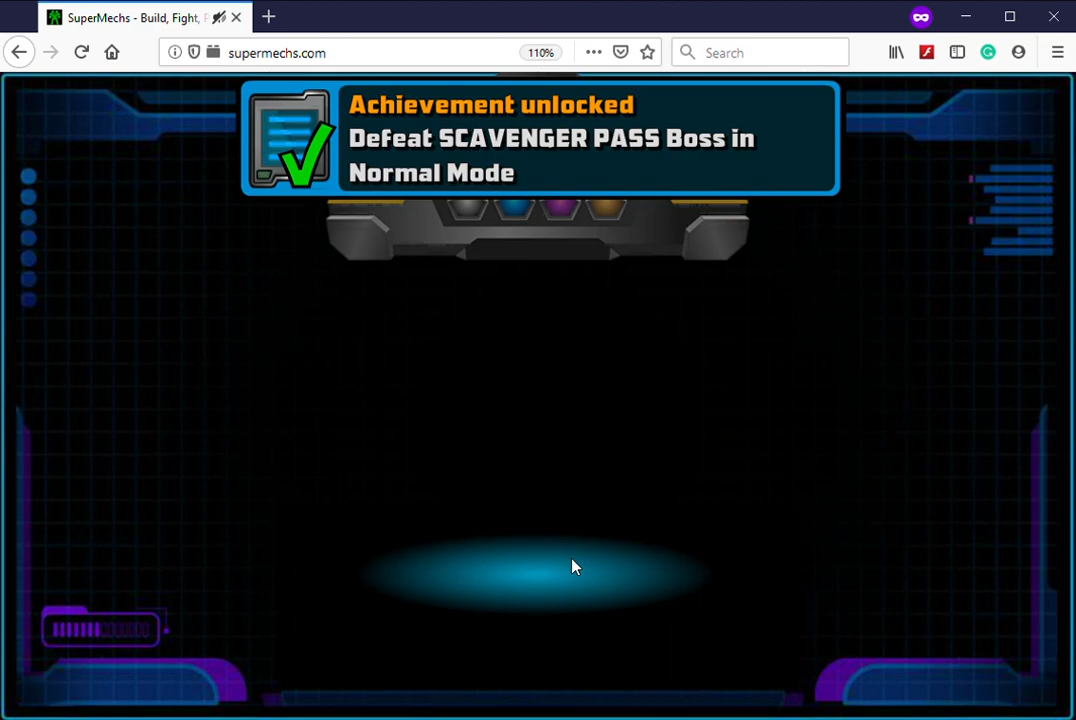 SuperMechs - Build, Fight,
supermechs.com
110%
Search
Achievement unlocked
Defeat SCAVENGER PASS Boss in
Normal Mode